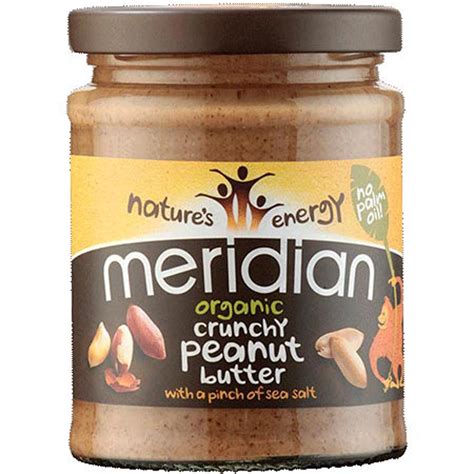 nature's energy
no
palm
oil!
meridian
organic
crunchy
peanut
butter
with a pinch of sea salt